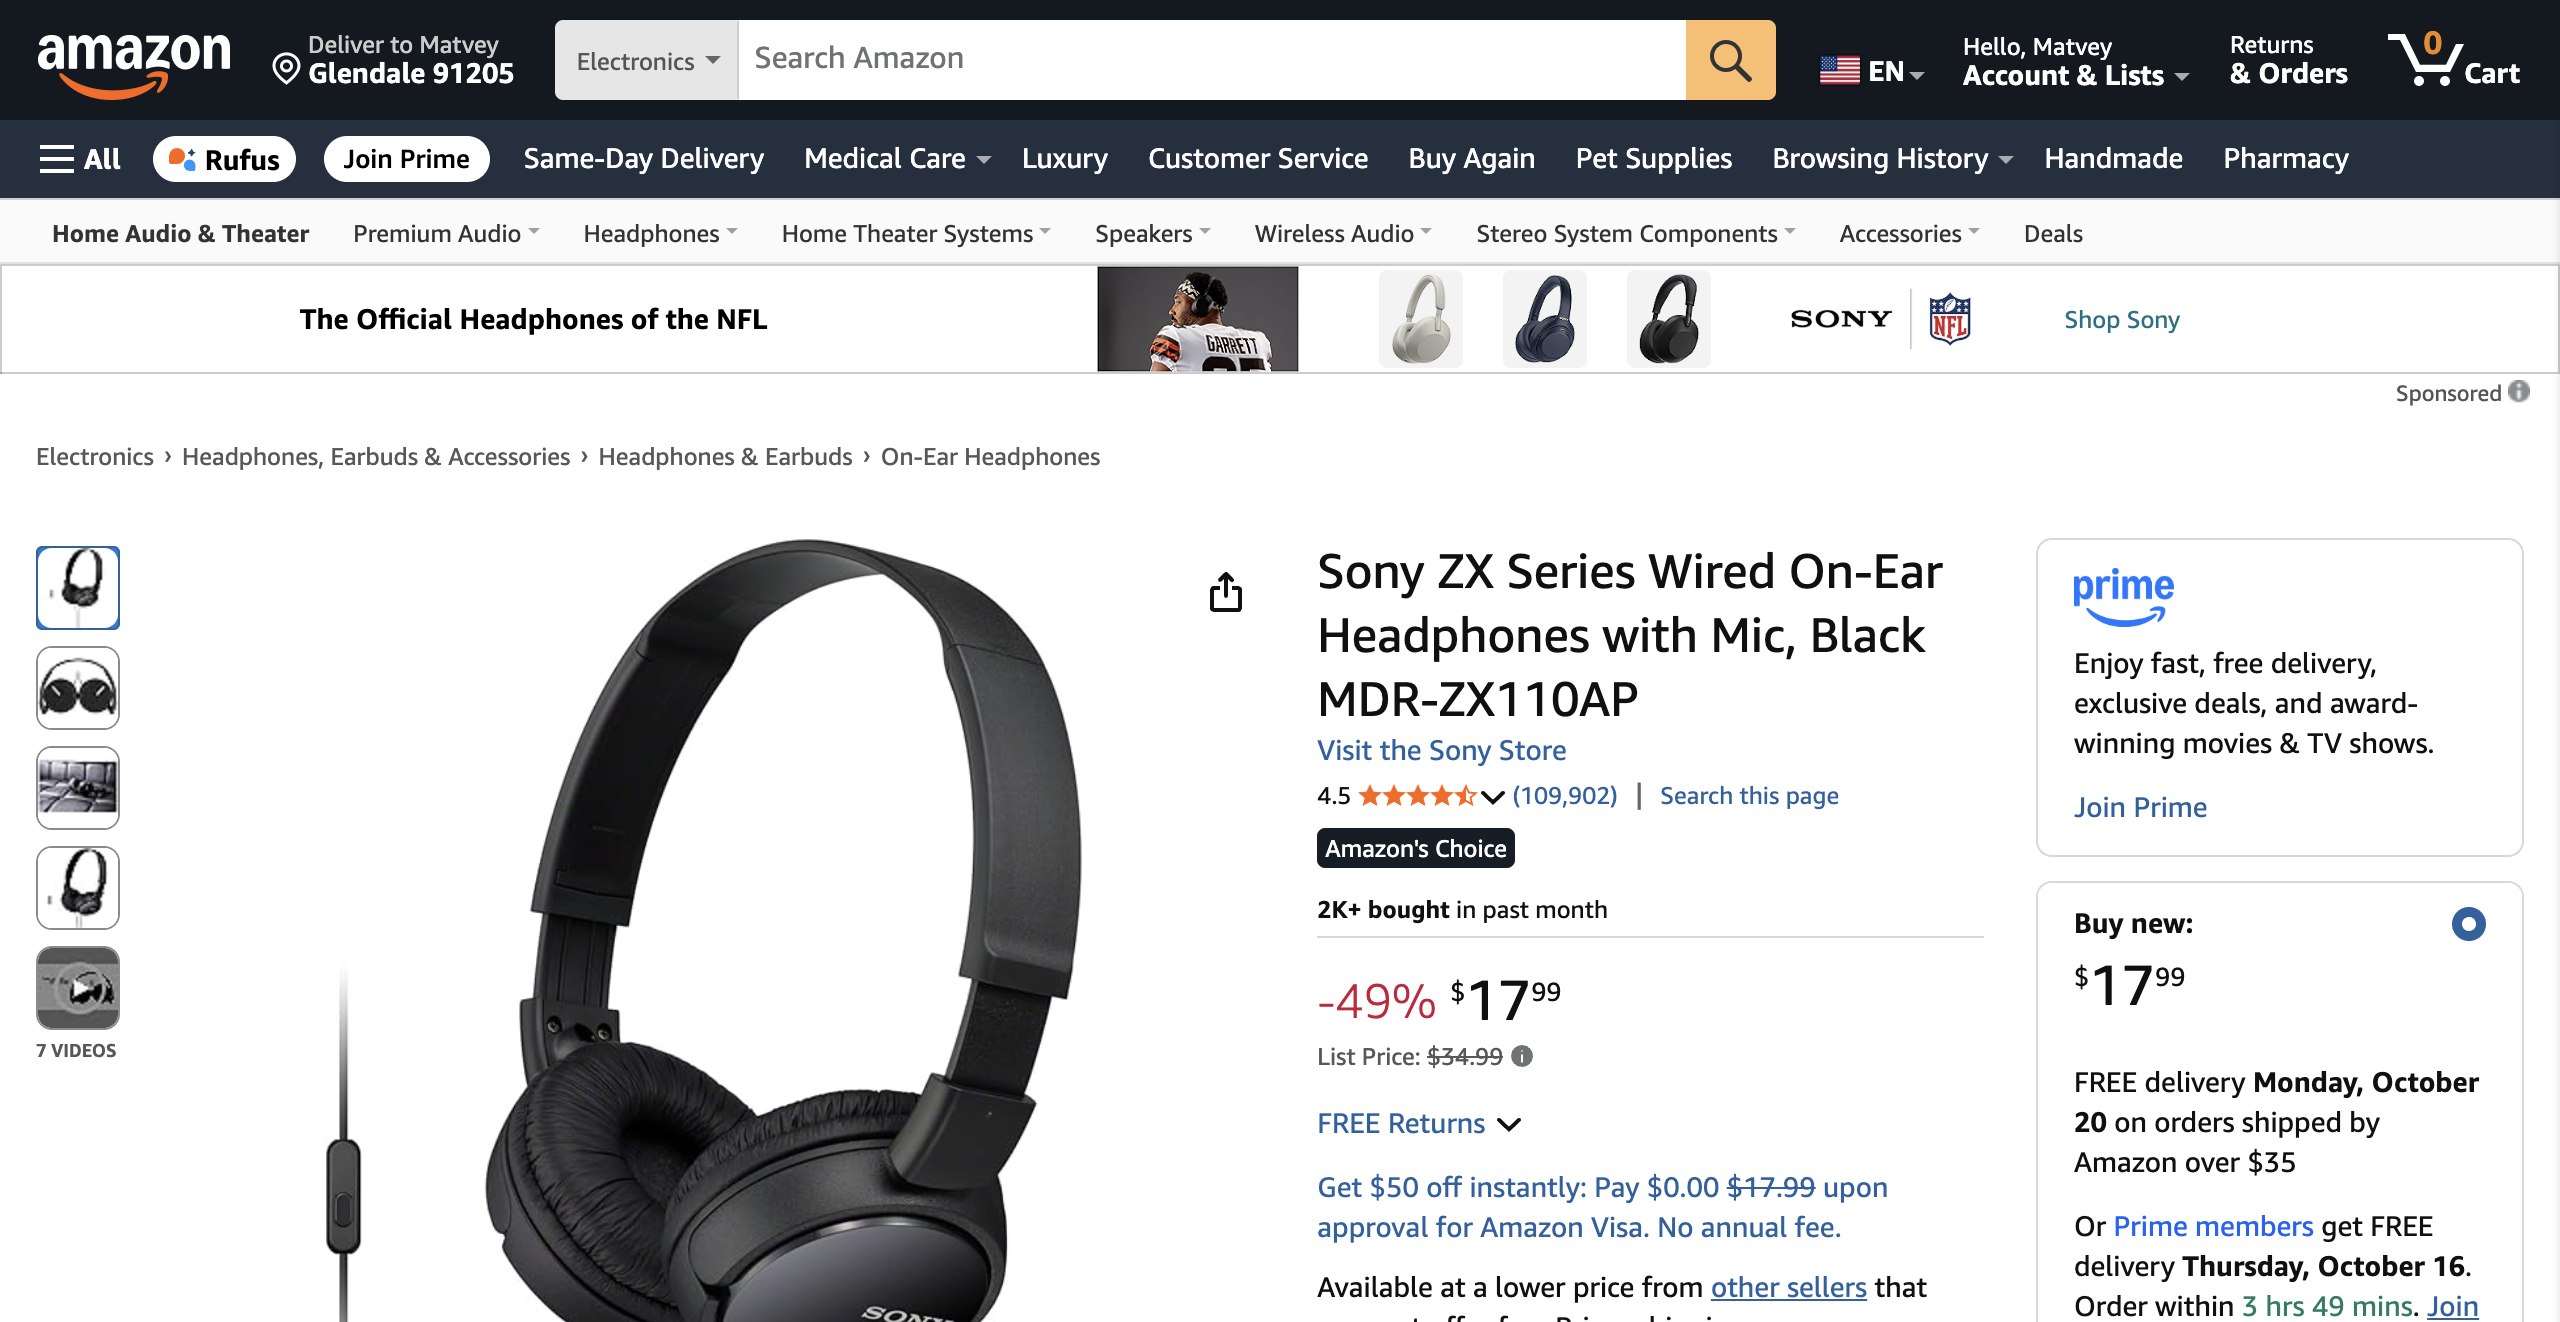 amazon
Deliver to Matvey
Glendale 91205
Electronics
Search Amazon
EN
Hello, Matvey
Account & Lists
Returns
& Orders
0
Cart
All
Rufus
Join Prime
Same-Day Delivery
Medical Care
Luxury
Customer Service
Buy Again
Pet Supplies
Browsing History
Handmade
Pharmacy
Home Audio & Theater
Premium Audio
Headphones
Home Theater Systems
Speakers
Wireless Audio
Stereo System Components
Accessories
Deals
The Official Headphones of the NFL
GARRETT
SONY
NFL
Shop Sony
Sponsored
Electronics › Headphones, Earbuds & Accessories › Headphones & Earbuds › On-Ear Headphones
7 VIDEOS
SONY
Sony ZX Series Wired On-Ear
Headphones with Mic, Black
MDR-ZX110AP
Visit the Sony Store
4.5 (109,902) | Search this page
Amazon's Choice
2K+ bought in past month
-49% $17 99
List Price: $34.99
FREE Returns
Get $50 off instantly: Pay $0.00 $17.99 upon
approval for Amazon Visa. No annual fee.
Available at a lower price from other sellers that
prime
Enjoy fast, free delivery,
exclusive deals, and award-
winning movies & TV shows.
Join Prime
Buy new:
$17 99
FREE delivery Monday, October
20 on orders shipped by
Amazon over $35
Or Prime members get FREE
delivery Thursday, October 16.
Order within 3 hrs 49 mins. Join